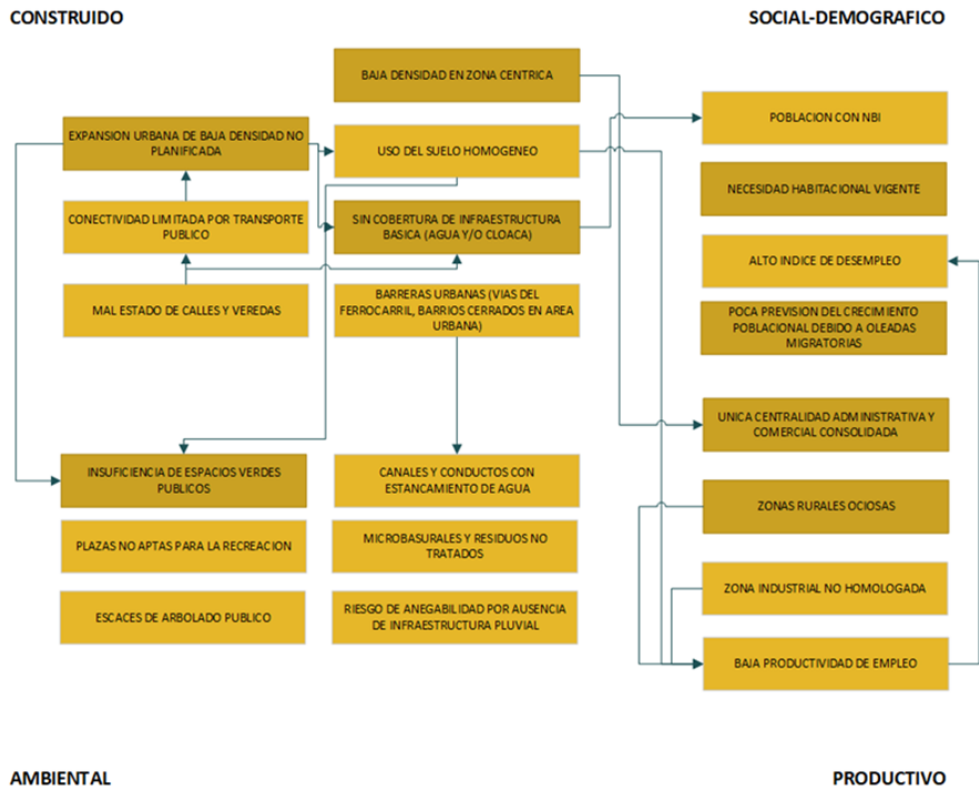 CONSTRUIDO
SOCIAL-DEMOGRAFICO
BAJA DENSIDAD EN ZONA CENTRICA
EXPANSION URBANA DE BAJA DENSIDAD NO
PLANIFICADA
USO DEL SUELO HOMOGENEO
CONECTIVIDAD LIMITADA POR TRANSPORTE
PUBLICO
SIN COBERTURA DE INFRAESTRUCTURA
BASICA (AGUA Y/O CLOACA)
MAL ESTADO DE CALLES Y VEREDAS
BARRERAS URBANAS (VIAS DEL
FERROCARRIL, BARRIOS CERRADOS EN AREA
URBANA)
POBLACION CON NBI
NECESIDAD HABITACIONAL VIGENTE
ALTO INDICE DE DESEMPLEO
POCA PREVISION DEL CRECIMIENTO
POBLACIONAL DEBIDO A OLEADAS
MIGRATORIAS
INSUFICIENCIA DE ESPACIOS VERDES
PUBLICOS
CANALES Y CONDUCTOS CON
ESTANCAMIENTO DE AGUA
PLAZAS NO APTAS PARA LA RECREACION
MICROBASURALES Y RESIDUOS NO
TRATADOS
ESCACES DE ARBOLADO PUBLICO
RIESGO DE ANEGABILIDAD POR AUSENCIA
DE INFRAESTRUCTURA PLUVIAL
UNICA CENTRALIDAD ADMINISTRATIVA Y
COMERCIAL CONSOLIDADA
ZONAS RURALES OCIOSAS
ZONA INDUSTRIAL NO HOMOLOGADA
BAJA PRODUCTIVIDAD DE EMPLEO
AMBIENTAL
PRODUCTIVO